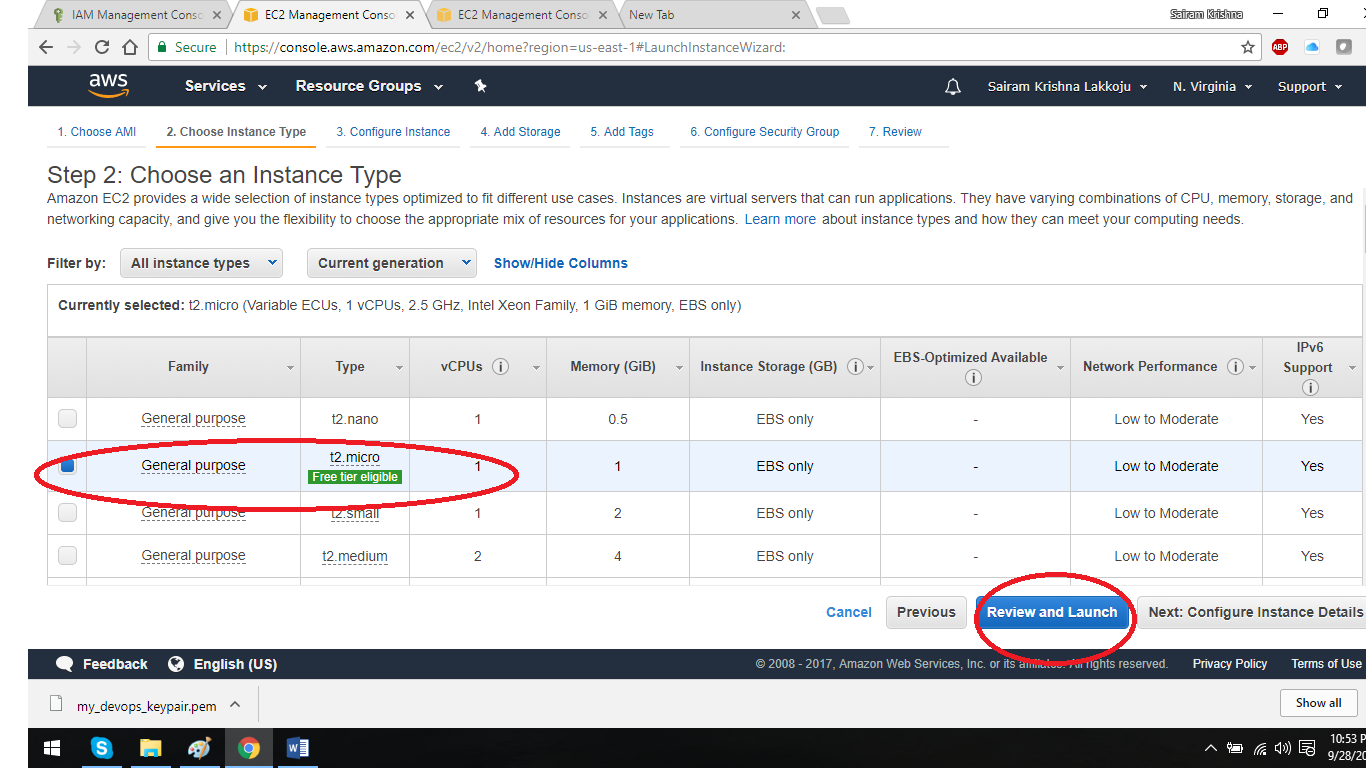 IAM Management Conso
EC2 Management Conso
EC2 Management Conso
New Tab
Sairam Krishna
Secure
https://console.aws.amazon.com/ec2/v2/home?region=us-east-1#LaunchInstanceWizard:
ABP
aws
Services
Resource Groups
Sairam Krishna Lakkoju
N. Virginia
Support
1. Choose AMI
2. Choose Instance Type
3. Configure Instance
4. Add Storage
5. Add Tags
6. Configure Security Group
7. Review
Step 2: Choose an Instance Type
Amazon EC2 provides a wide selection of instance types optimized to fit different use cases. Instances are virtual servers that can run applications. They have varying combinations of CPU, memory, storage, and
networking capacity, and give you the flexibility to choose the appropriate mix of resources for your applications. Learn more about instance types and how they can meet your computing needs.
Filter by: All instance types Current generation Show/Hide Columns
Currently selected: t2.micro (Variable ECUs, 1 vCPUs, 2.5 GHz, Intel Xeon Family, 1 GiB memory, EBS only)
Family Type vCPUs Memory (GiB) Instance Storage (GB) EBS-Optimized Available Network Performance IPv6 Support
General purpose t2.nano 1 0.5 EBS only - Low to Moderate Yes
General purpose t2.micro Free tier eligible 1 1 EBS only - Low to Moderate Yes
General purpose t2.small 1 2 EBS only - Low to Moderate Yes
General purpose t2.medium 2 4 EBS only - Low to Moderate Yes
Cancel Previous Review and Launch Next: Configure Instance Details
Feedback English (US) © 2008 - 2017, Amazon Web Services, Inc. or its affiliates. All rights reserved. Privacy Policy Terms of Use
my_devops_keypair.pem Show all
10:53 P
9/28/20